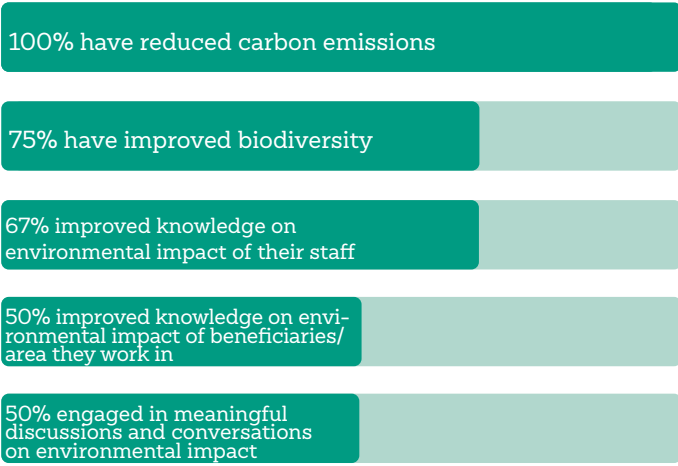 100% have reduced carbon emissions
75% have improved biodiversity
67% improved knowledge on
environmental impact of their staff
50% improved knowledge on envi-
ronmental impact of beneficiaries/
area they work in
50% engaged in meaningful
discussions and conversations
on environmental impact